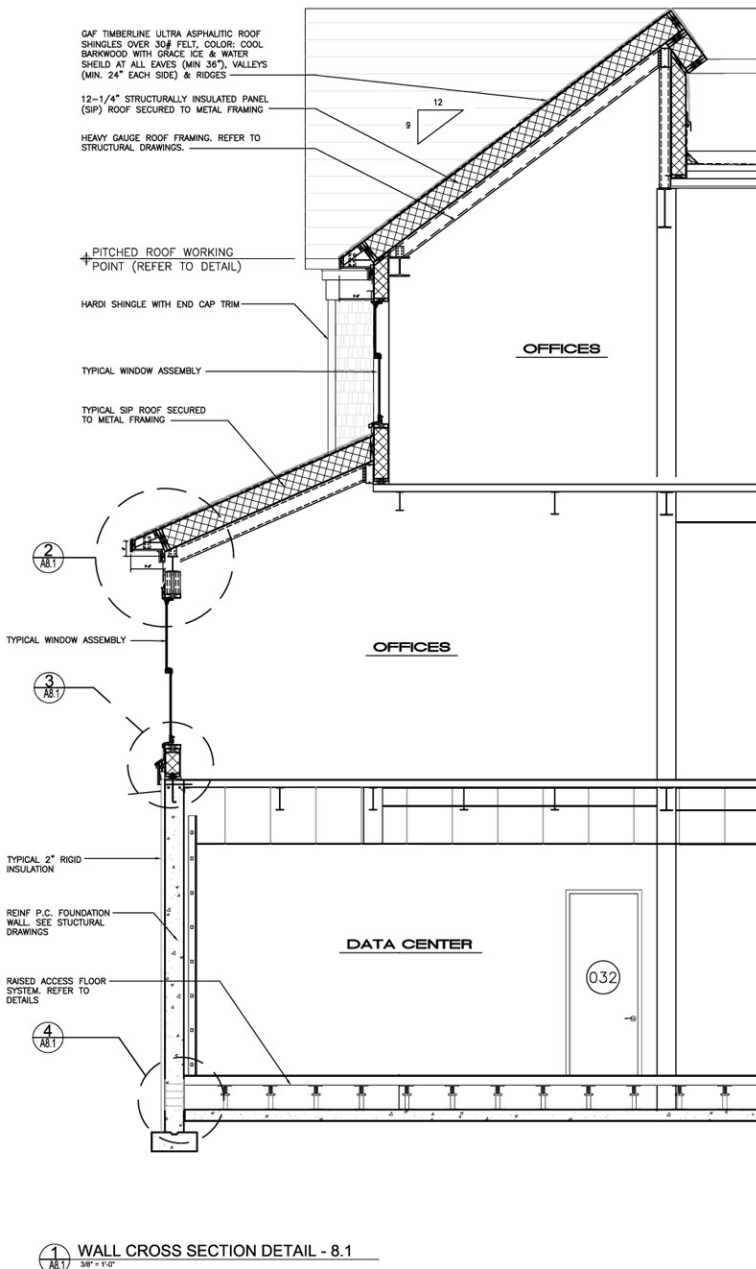 GAF TIMBERLINE ULTRA ASPHALITIC ROOF
SHINGLES OVER 30# FELT, COLOR: COOL
BARKWOOD WITH GRACE ICE & WATER
SHEILD AT ALL EAVES (MIN 36"), VALLEYS
(MIN. 24" EACH SIDE) & RIDGES
12-1/4" STRUCTURALLY INSULATED PANEL
(SIP) ROOF SECURED TO METAL FRAMING
12
9
HEAVY GAUGE ROOF FRAMING. REFER TO
STRUCTURAL DRAWINGS.
PITCHED ROOF WORKING
POINT (REFER TO DETAIL)
HARDI SHINGLE WITH END CAP TRIM
OFFICES
TYPICAL WINDOW ASSEMBLY
TYPICAL SIP ROOF SECURED
TO METAL FRAMING
2
A8.1
TYPICAL WINDOW ASSEMBLY
OFFICES
3
A8.1
TYPICAL 2" RIGID
INSULATION
REINF P.C. FOUNDATION
WALL. SEE STUCTURAL
DRAWINGS
DATA CENTER
032
RAISED ACCESS FLOOR
SYSTEM. REFER TO
DETAILS
4
A8.1
1
A8.1
WALL CROSS SECTION DETAIL - 8.1
3/8" = 1'-0"